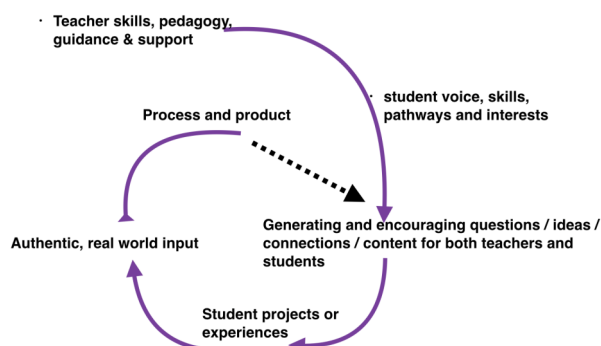 · Teacher skills, pedagogy,
guidance & support
· student voice, skills,
pathways and interests
Process and product
Generating and encouraging questions / ideas /
connections / content for both teachers and
students
Authentic, real world input
Student projects or
experiences